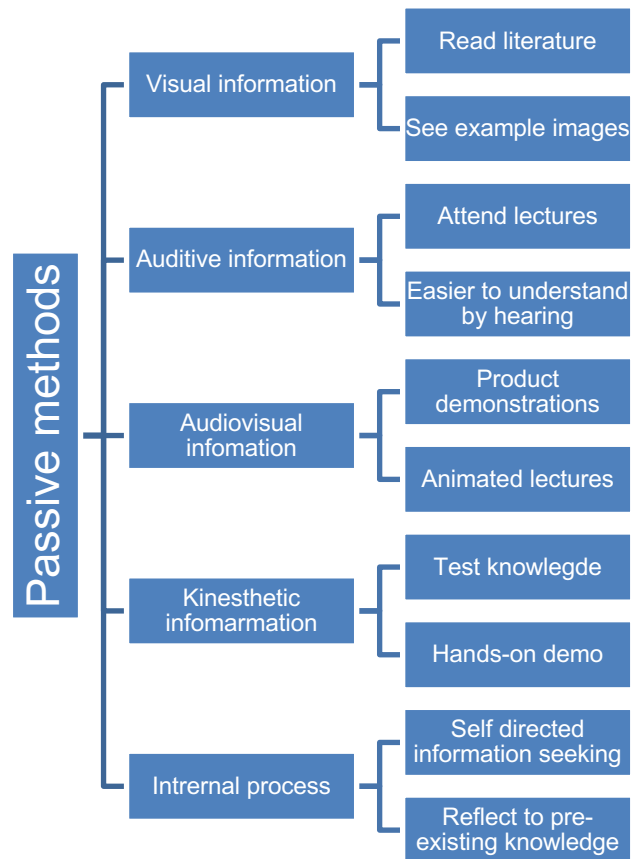 Passive methods
Visual information
Read literature
See example images
Auditive information
Attend lectures
Easier to understand
by hearing
Audiovisual
infomation
Product
demonstrations
Animated lectures
Kinesthetic
infomarmation
Test knowlegde
Hands-on demo
Intrernal process
Self directed
information seeking
Reflect to pre-
existing knowledge